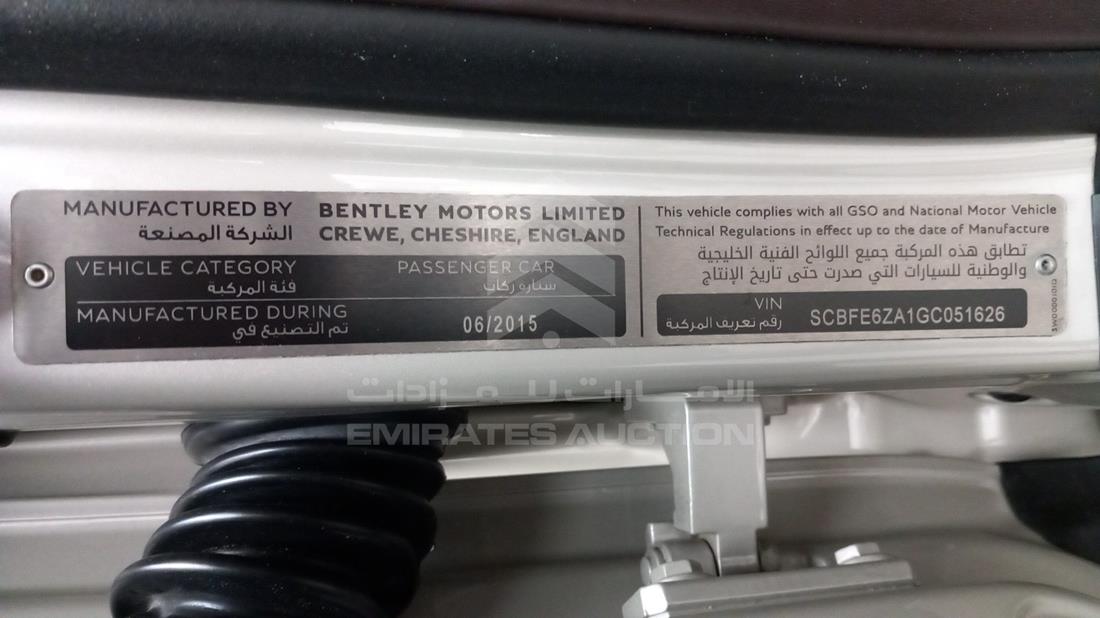 MANUFACTURED BY
الشركة المصنعة
BENTLEY MOTORS LIMITED
CREWE, CHESHIRE, ENGLAND
VEHICLE CATEGORY
فئة المركبة
PASSENGER CAR
سيارة ركاب
MANUFACTURED DURING
تم التصنيع في
06/2015
This vehicle complies with all GSO and National Motor Vehicle
Technical Regulations in effect up to the date of Manufacture
تطابق هذه المركبة جميع اللوائح الفنية الخليجية
والوطنية للسيارات التي صدرت حتى تاريخ الإنتاج
VIN
رقم تعريف المركبة
SCBFE6ZA1GC051626
الامارات للمزادات
EMIRATES AUCTION